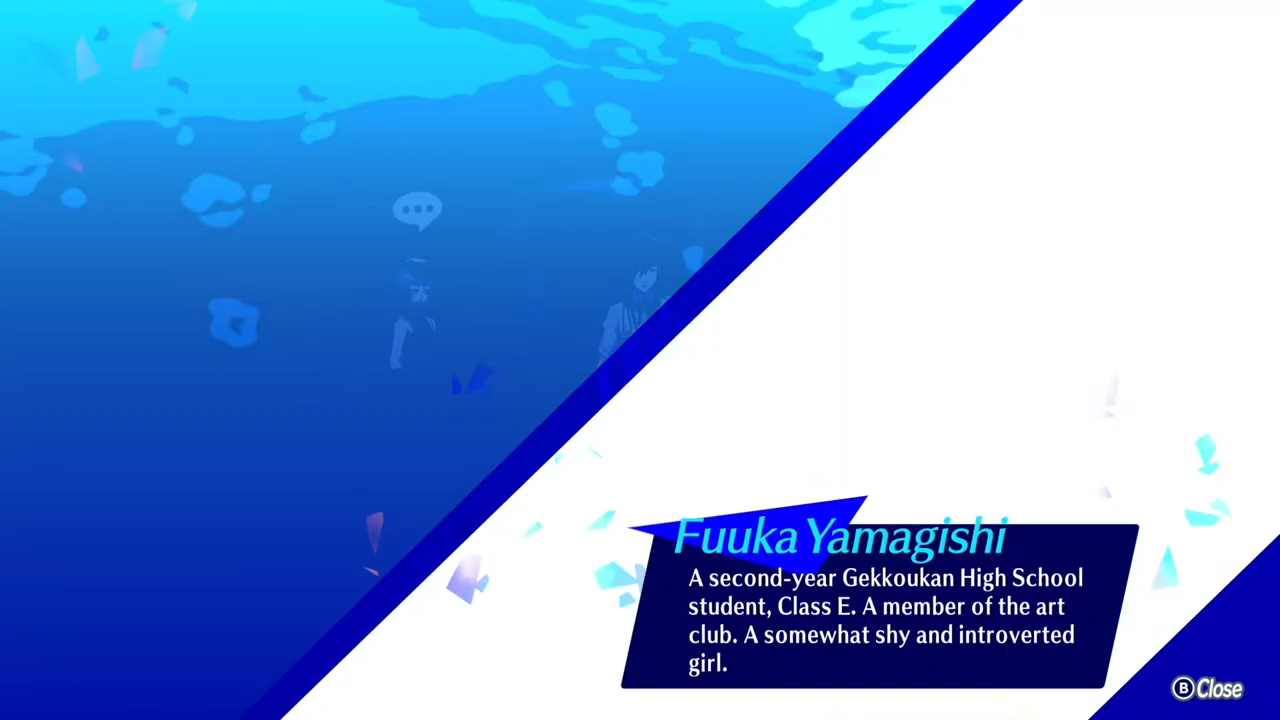 Fuuka Yamagishi
A second-year Gekkoukan High School
student, Class E. A member of the art
club. A somewhat shy and introverted
girl.
B Close